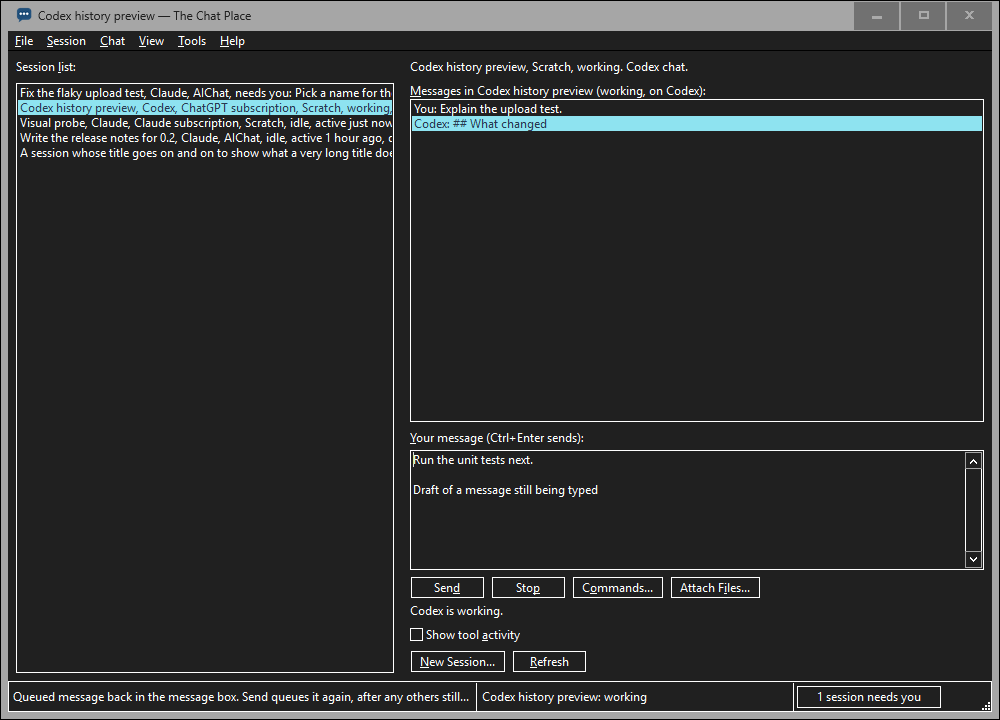 Codex history preview — The Chat Place
File Session Chat View Tools Help
Session list:
Fix the flaky upload test, Claude, AIChat, needs you: Pick a name for th
Codex history preview, Codex, ChatGPT subscription, Scratch, working,
Visual probe, Claude, Claude subscription, Scratch, idle, active just now
Write the release notes for 0.2, Claude, AIChat, idle, active 1 hour ago, c
A session whose title goes on and on to show what a very long title doe
Codex history preview, Scratch, working. Codex chat.
Messages in Codex history preview (working, on Codex):
You: Explain the upload test.
Codex: ## What changed
Your message (Ctrl+Enter sends):
Run the unit tests next.
Draft of a message still being typed
Send Stop Commands... Attach Files...
Codex is working.
Show tool activity
New Session... Refresh
Queued message back in the message box. Send queues it again, after any others still...
Codex history preview: working
1 session needs you